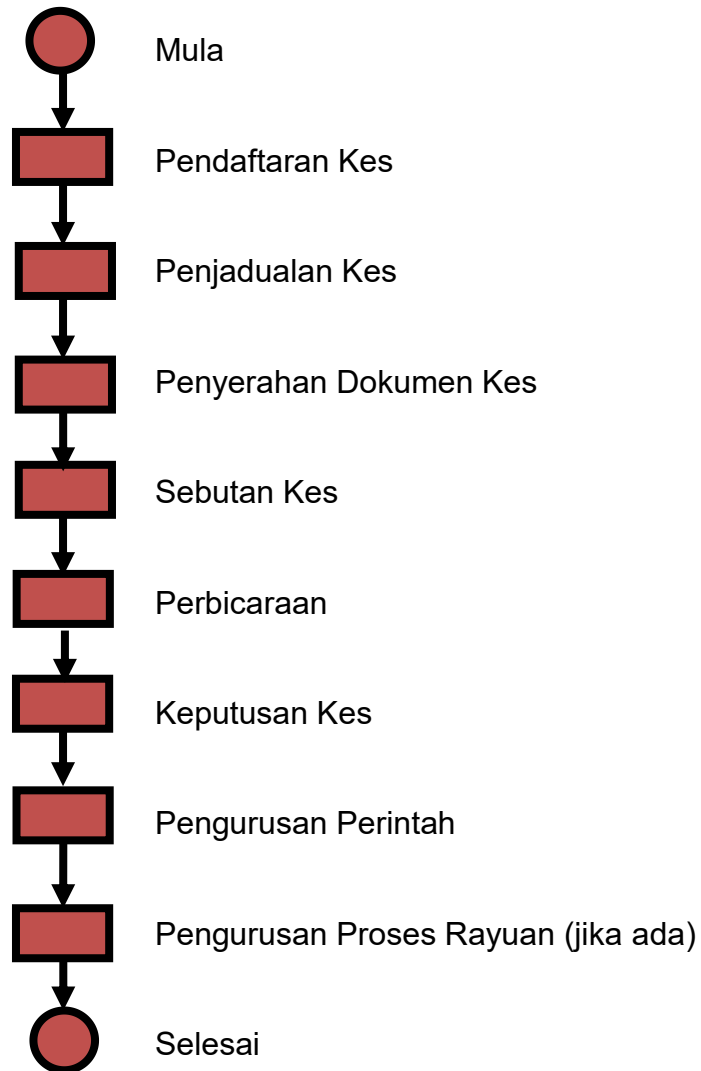 Mula
Pendaftaran Kes
Penjadualan Kes
Penyerahan Dokumen Kes
Sebutan Kes
Perbicaraan
Keputusan Kes
Pengurusan Perintah
Pengurusan Proses Rayuan (jika ada)
Selesai